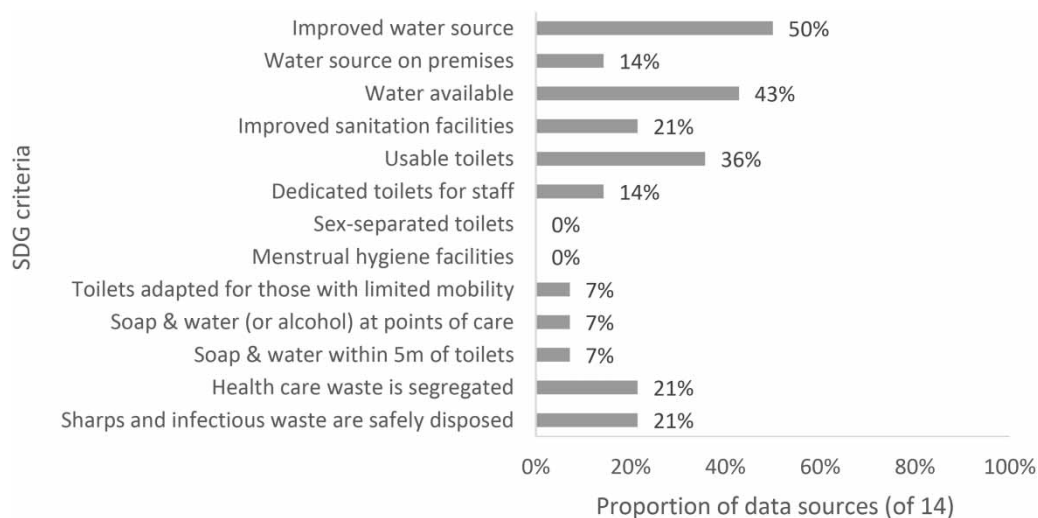 SDG criteria
Improved water source 50%
Water source on premises 14%
Water available 43%
Improved sanitation facilities 21%
Usable toilets 36%
Dedicated toilets for staff 14%
Sex-separated toilets 0%
Menstrual hygiene facilities 0%
Toilets adapted for those with limited mobility 7%
Soap & water (or alcohol) at points of care 7%
Soap & water within 5m of toilets 7%
Health care waste is segregated 21%
Sharps and infectious waste are safely disposed 21%
0% 20% 40% 60% 80% 100%
Proportion of data sources (of 14)